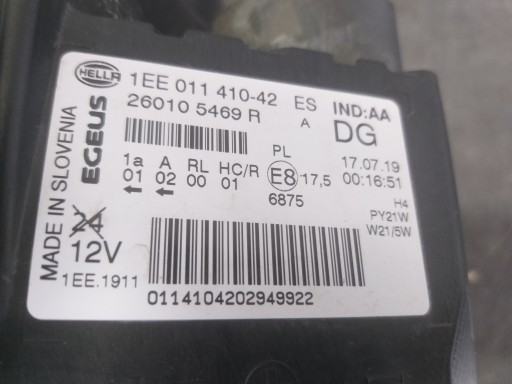 HELLA
1EE 011 410-42 ES IND:AA
26010 5469 R A DG
PL 17.07.19
1a A RL HC/R E8 17,5 00:16:51
01 02 00 01 6875
H4
PY21W
W21/5W
MADE IN SLOVENIA
EGEUS
24
12V
1EE.1911
0114104202949922